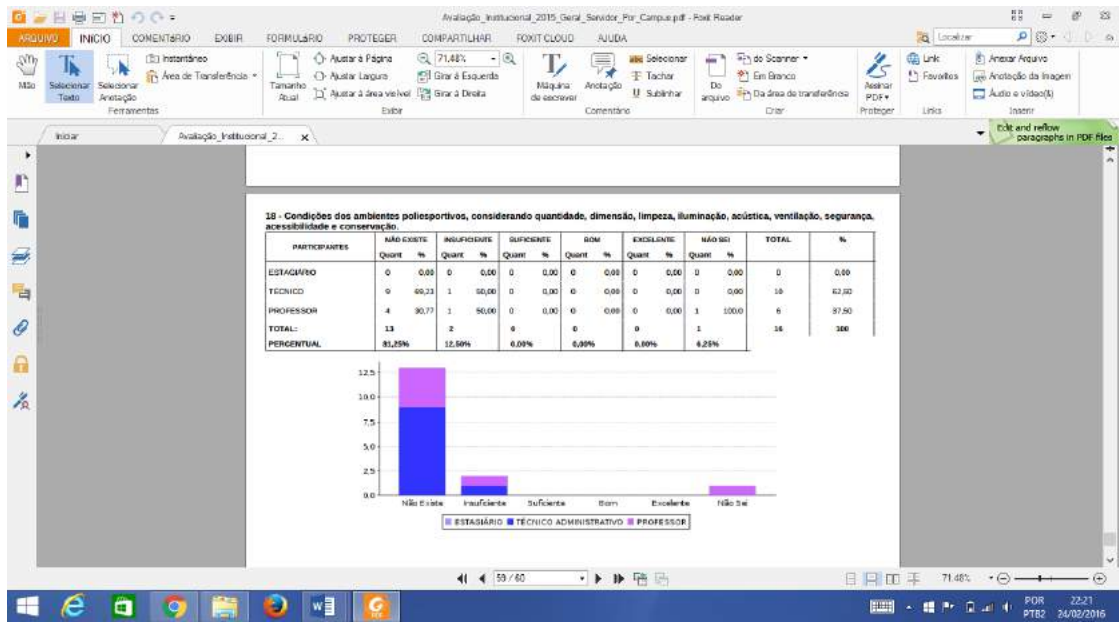 Avaliação_Institucional_2015_Geral_Servidor_Por_Campus.pdf - Foxit Reader
ARQUIVO INICIO COMENTÁRIO EXIBIR FORMULÁRIO PROTEGER COMPARTILHAR FOXIT CLOUD AJUDA Localizar
Mão
Selecionar Texto
Selecionar Anotação
Instantâneo
Área de Transferência
Ferramentas
Tamanho Atual
Ajustar à Página
Ajustar Largura
Ajustar à área visível
71,48%
Girar à Esquerda
Girar à Direita
Exibir
Máquina de escrever
Anotação
Selecionar
Tachar
U Sublinhar
Comentário
Do arquivo
Do Scanner
Em Branco
Da área de transferência
Criar
Assinar PDF
Proteger
Link
Favoritos
Links
Anexar Arquivo
Anotação da Imagem
Áudio e vídeo(k)
Inserir
Iniciar
Avaliação_Institucional_2...
Edit and reflow
paragraphs in PDF files
18 - Condições dos ambientes poliesportivos, considerando quantidade, dimensão, limpeza, iluminação, acústica, ventilação, segurança,
acessibilidade e conservação.
PARTICIPANTES NÃO EXISTE INSUFICIENTE SUFICIENTE BOM EXCELENTE NÃO SEI TOTAL %
Quant % Quant % Quant % Quant % Quant % Quant %
ESTAGIÁRIO 0 0,00 0 0,00 0 0,00 0 0,00 0 0,00 0 0,00 0 0,00
TÉCNICO 9 69,23 1 50,00 0 0,00 0 0,00 0 0,00 0 0,00 10 62,50
PROFESSOR 4 30,77 1 50,00 0 0,00 0 0,00 0 0,00 1 100,0 6 37,50
TOTAL: 13 2 0 0 0 1 16 100
PERCENTUAL 81,25% 12,50% 0,00% 0,00% 0,00% 6,25%
12,5
10,0
7,5
5,0
2,5
0,0
Não Existe Insuficiente Suficiente Bom Excelente Não Sei
ESTAGIÁRIO TÉCNICO ADMINISTRATIVO PROFESSOR
59 / 60
71.48%
POR 22:21
PTB2 24/02/2016